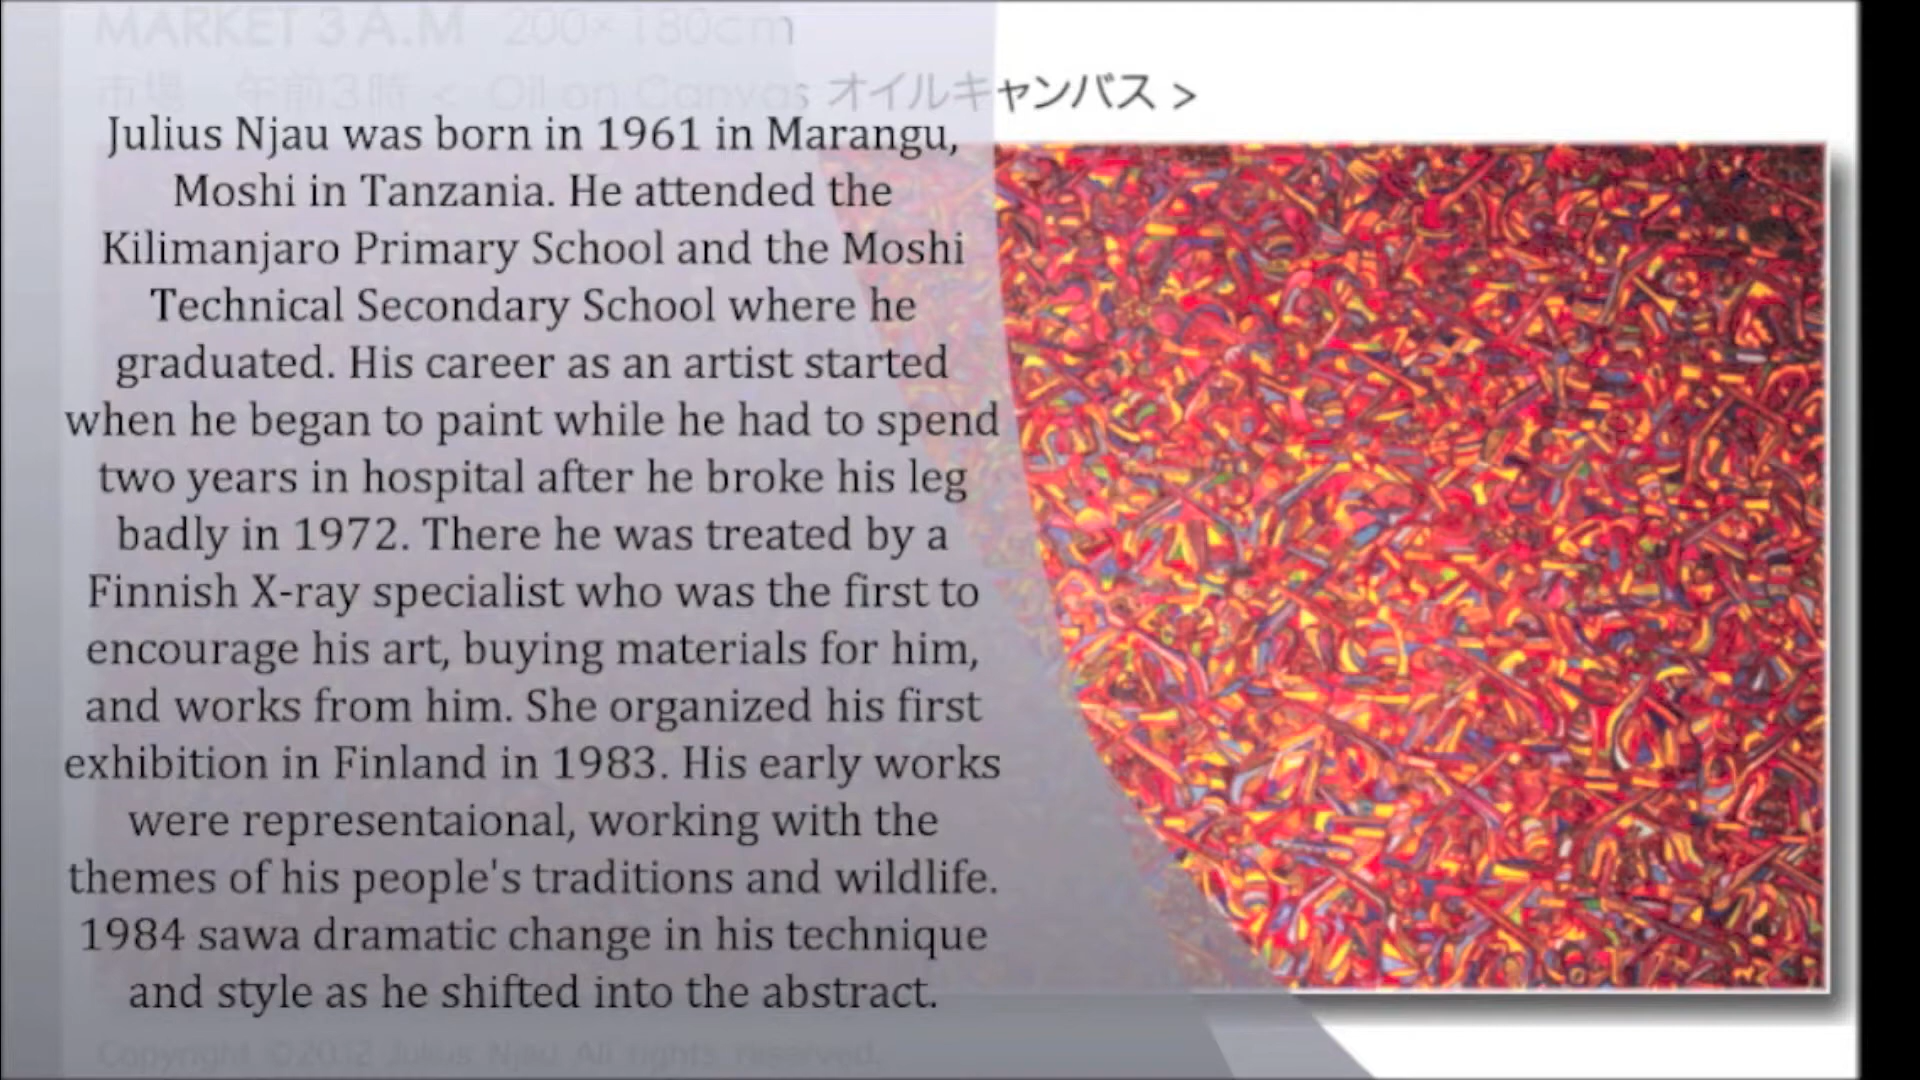 MARKET 3 A.M 200×180cm
市場 午前3時 < Oil on Canvas オイルキャンバス >
Julius Njau was born in 1961 in Marangu,
Moshi in Tanzania. He attended the
Kilimanjaro Primary School and the Moshi
Technical Secondary School where he
graduated. His career as an artist started
when he began to paint while he had to spend
two years in hospital after he broke his leg
badly in 1972. There he was treated by a
Finnish X-ray specialist who was the first to
encourage his art, buying materials for him,
and works from him. She organized his first
exhibition in Finland in 1983. His early works
were representaional, working with the
themes of his people's traditions and wildlife.
1984 sawa dramatic change in his technique
and style as he shifted into the abstract.
Copyright ©2012 Julius Njau All rights reserved.